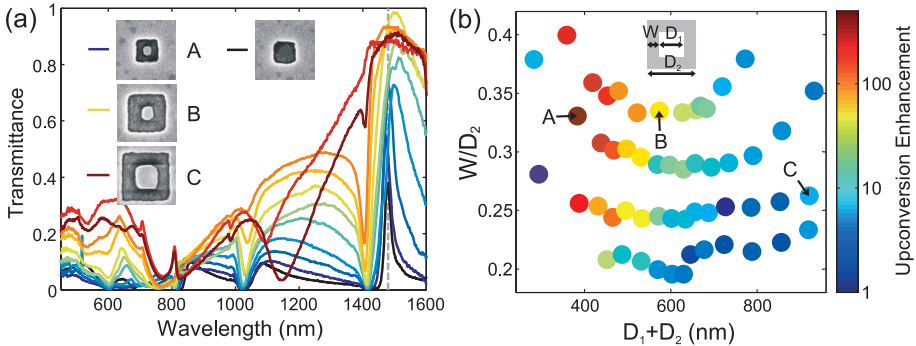 (a)
A
B
C
Transmittance
1
0.8
0.6
0.4
0.2
0
600 800 1000 1200 1400 1600
Wavelength (nm)
(b)
W D₁
D₂
A
B
C
W/D₂
0.4
0.35
0.3
0.25
0.2
400 600 800
D₁+D₂ (nm)
100
10
1
Upconversion Enhancement